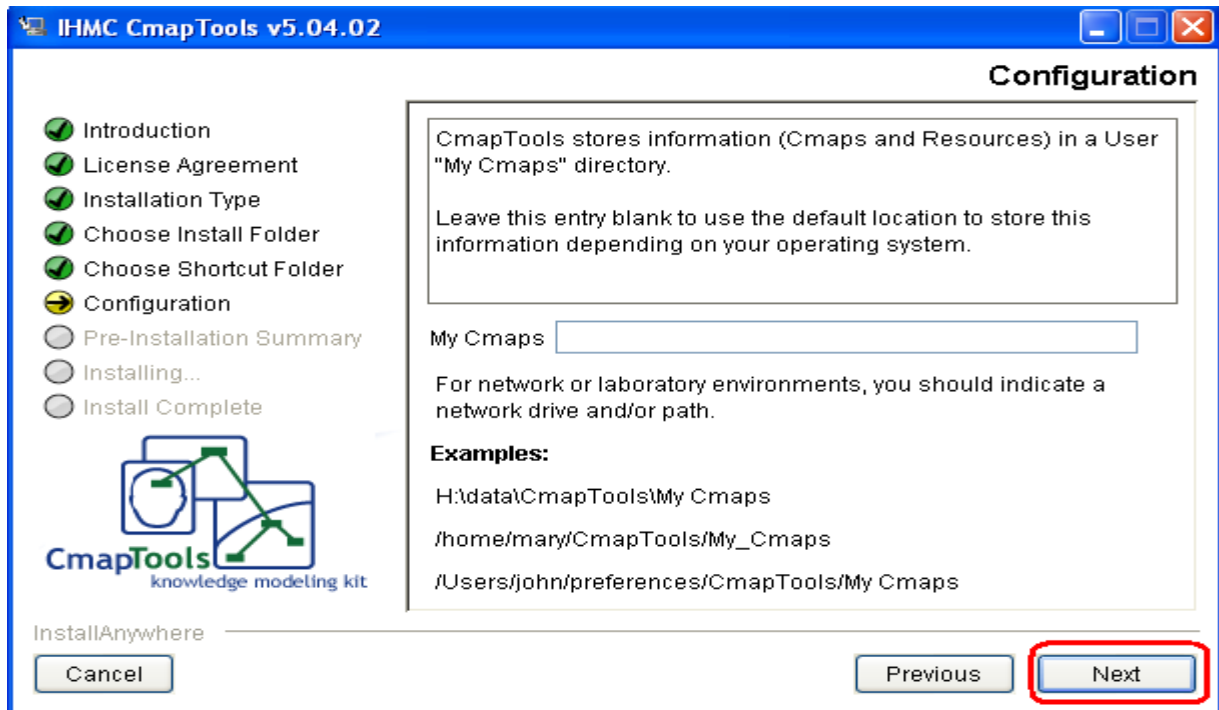 IHMC CmapTools v5.04.02
Configuration
Introduction
License Agreement
Installation Type
Choose Install Folder
Choose Shortcut Folder
Configuration
Pre-Installation Summary
Installing...
Install Complete
CmapTools
knowledge modeling kit
CmapTools stores information (Cmaps and Resources) in a User
"My Cmaps" directory.
Leave this entry blank to use the default location to store this
information depending on your operating system.
My Cmaps
For network or laboratory environments, you should indicate a
network drive and/or path.
Examples:
H:\data\CmapTools\My Cmaps
/home/mary/CmapTools/My_Cmaps
/Users/john/preferences/CmapTools/My Cmaps
InstallAnywhere
Cancel
Previous
Next